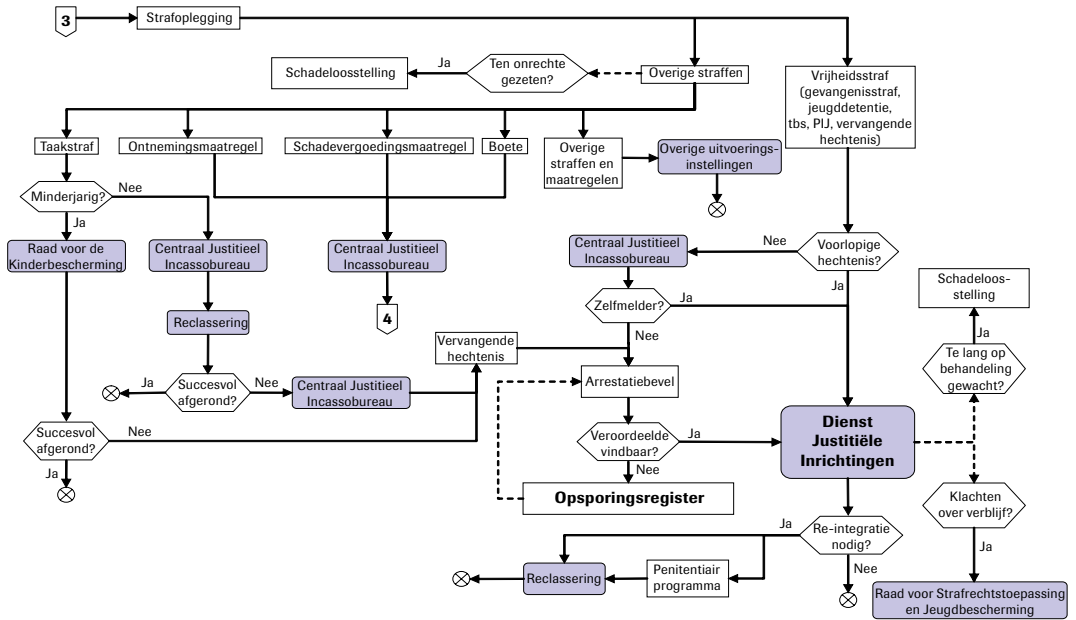 3
Strafoplegging
Schadeloosstelling
Ja
Ten onrechte
gezeten?
Overige straffen
Vrijheidsstraf
(gevangenisstraf,
jeugddetentie,
tbs, PIJ, vervangende
hechtenis)
Taakstraf
Ontnemingsmaatregel
Schadevergoedingsmaatregel
Boete
Overige
straffen en
maatregelen
Overige uitvoerings-
instellingen
Minderjarig?
Nee
Ja
Raad voor de
Kinderbescherming
Centraal Justitieel
Incassobureau
Centraal Justitieel
Incassobureau
Centraal Justitieel
Incassobureau
Nee
Voorlopige
hechtenis?
Ja
Schadeloos-
stelling
Zelfmelder?
Ja
Nee
Reclassering
4
Vervangende
hechtenis
Ja
Te lang op
behandeling
gewacht?
Ja
Succesvol
afgerond?
Nee
Centraal Justitieel
Incassobureau
Arrestatiebevel
Succesvol
afgerond?
Nee
Ja
Veroordeelde
vindbaar?
Ja
Nee
Dienst
Justitiële
Inrichtingen
Opsporingsregister
Klachten
over verblijf?
Ja
Ja
Re-integratie
nodig?
Nee
Reclassering
Penitentiair
programma
Raad voor Strafrechtstoepassing
en Jeugdbescherming